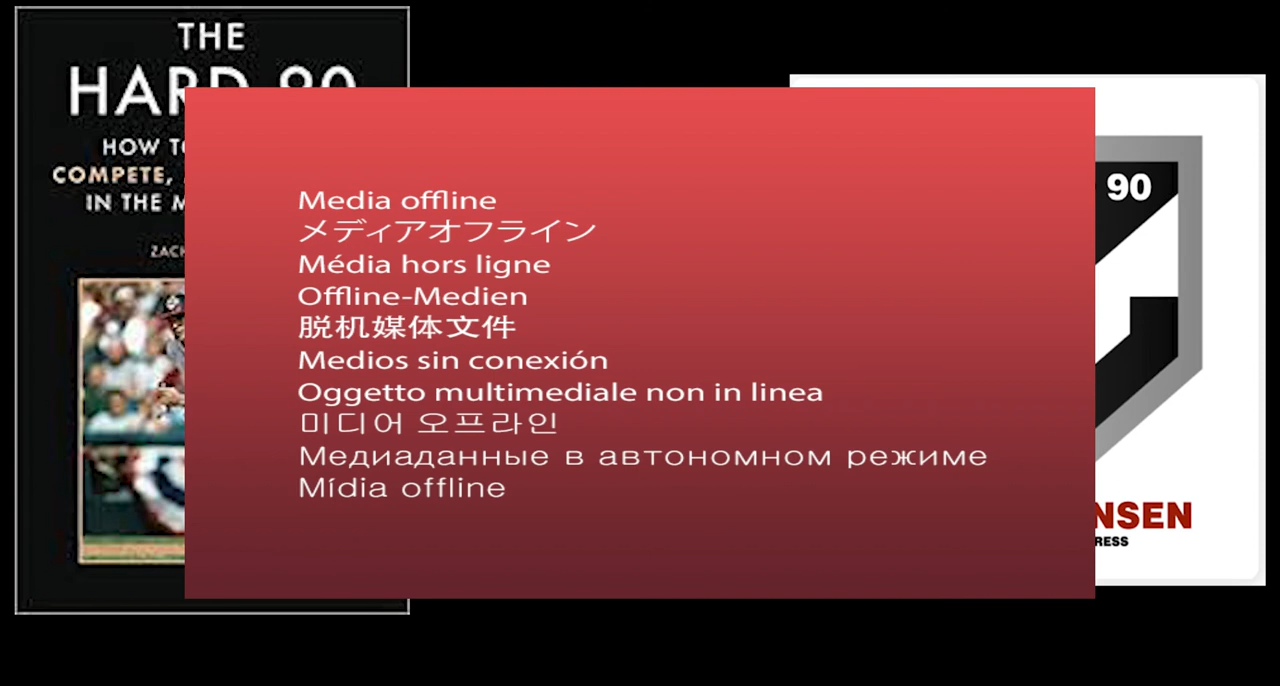 THE
HARD 90
HOW TO
COMPETE,
IN THE
ZACH
Media offline
メディアオフライン
Média hors ligne
Offline-Medien
脱机媒体文件
Medios sin conexión
Oggetto multimediale non in linea
미디어 오프라인
Медиаданные в автономном режиме
Mídia offline
90
NSEN
RESS